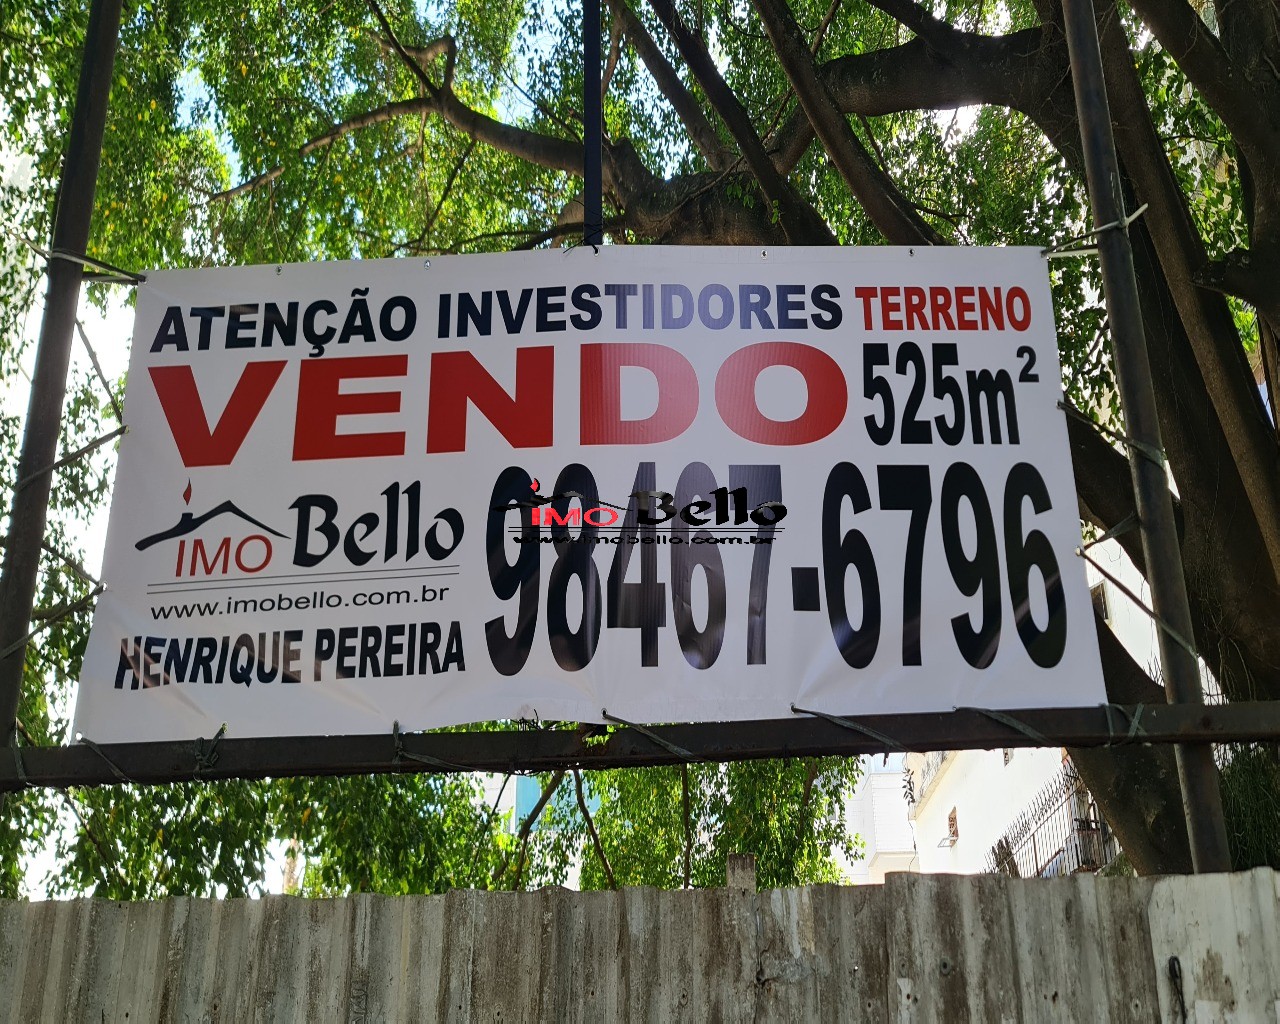 ATENÇÃO INVESTIDORES TERRENO
VENDO 525m²
IMO Bello
www.imobello.com.br
HENRIQUE PEREIRA
98467-6796
IMO Bello
www.imobello.com.br